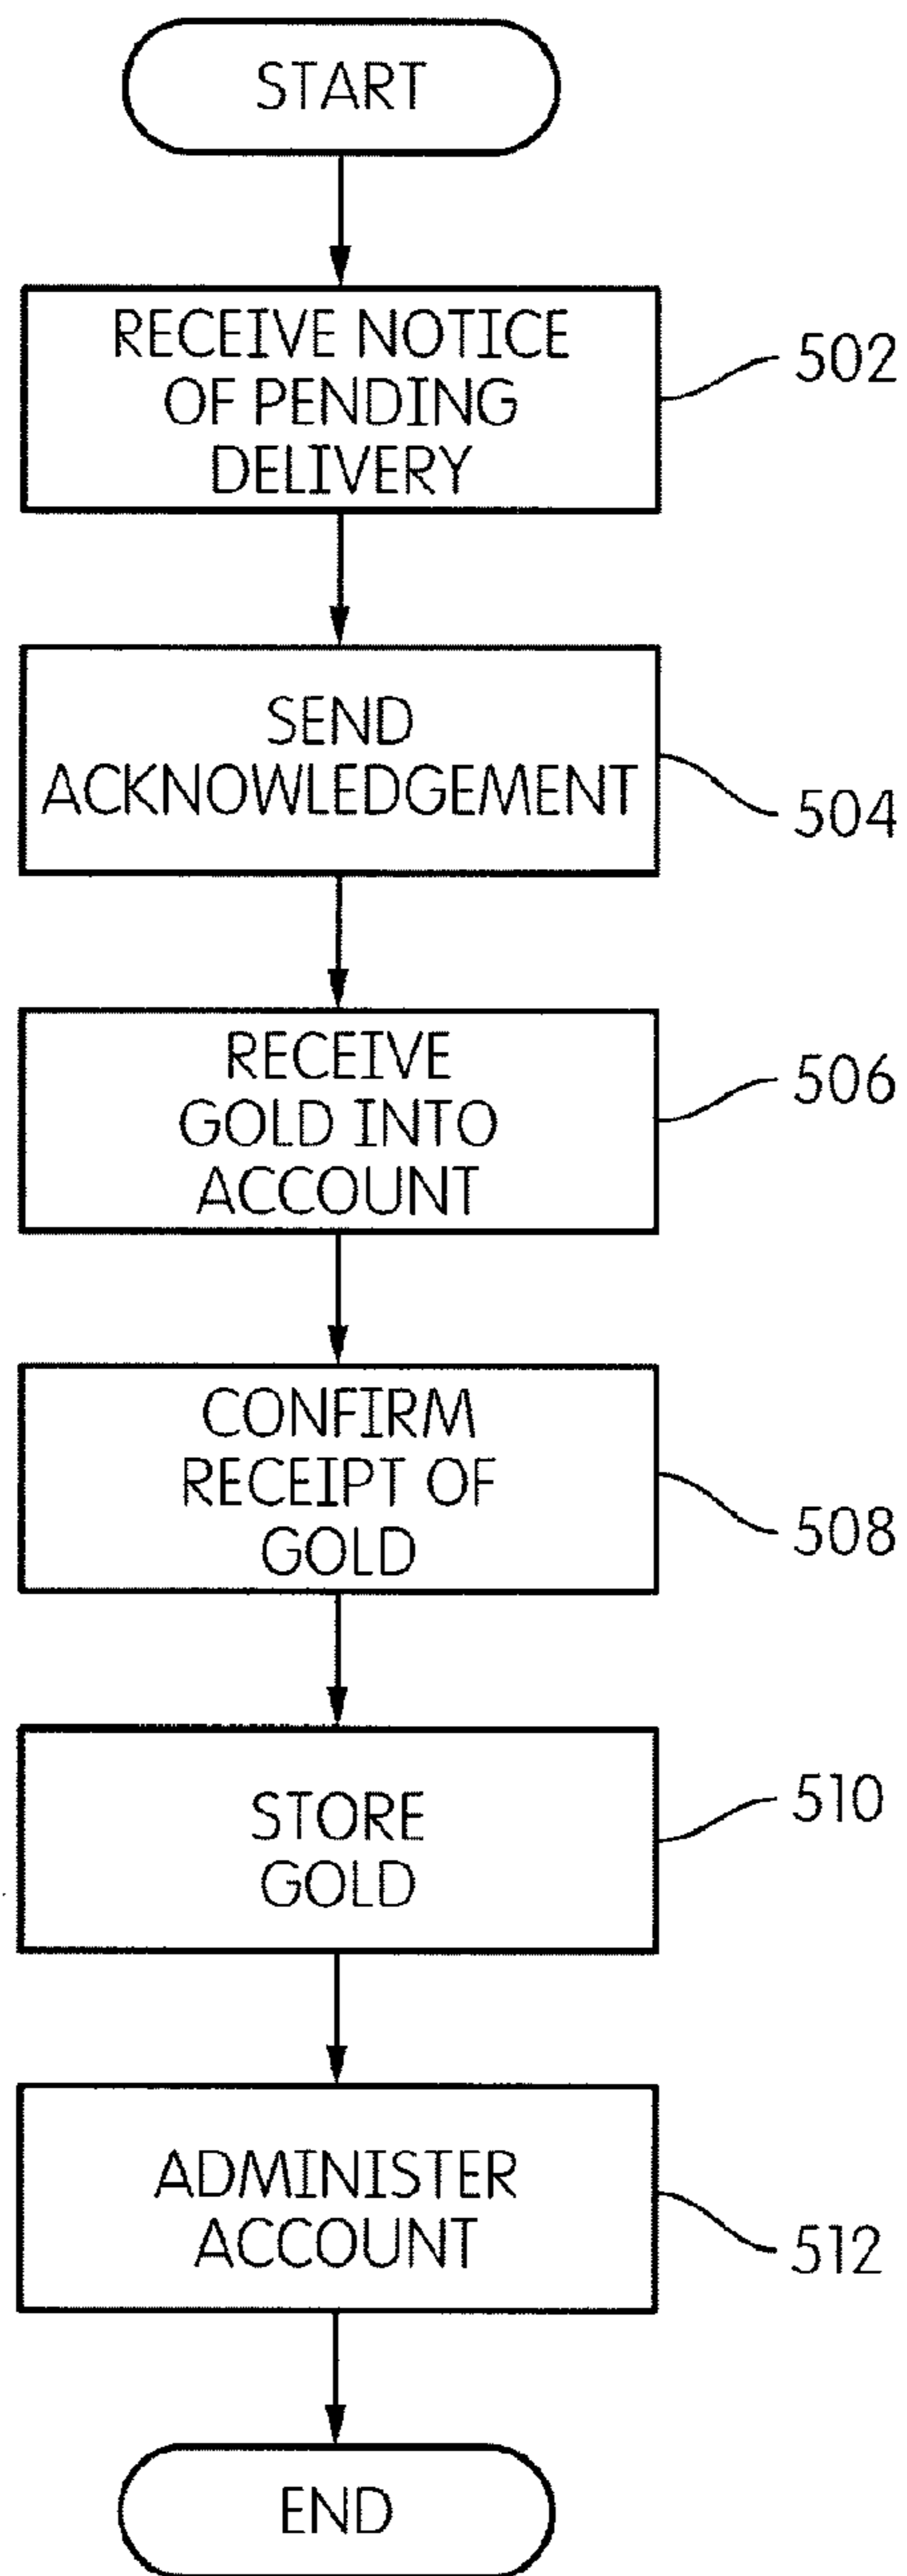 START
RECEIVE NOTICE
OF PENDING
DELIVERY
502
SEND
ACKNOWLEDGEMENT
504
RECEIVE
GOLD INTO
ACCOUNT
506
CONFIRM
RECEIPT OF
GOLD
508
STORE
GOLD
510
ADMINISTER
ACCOUNT
512
END